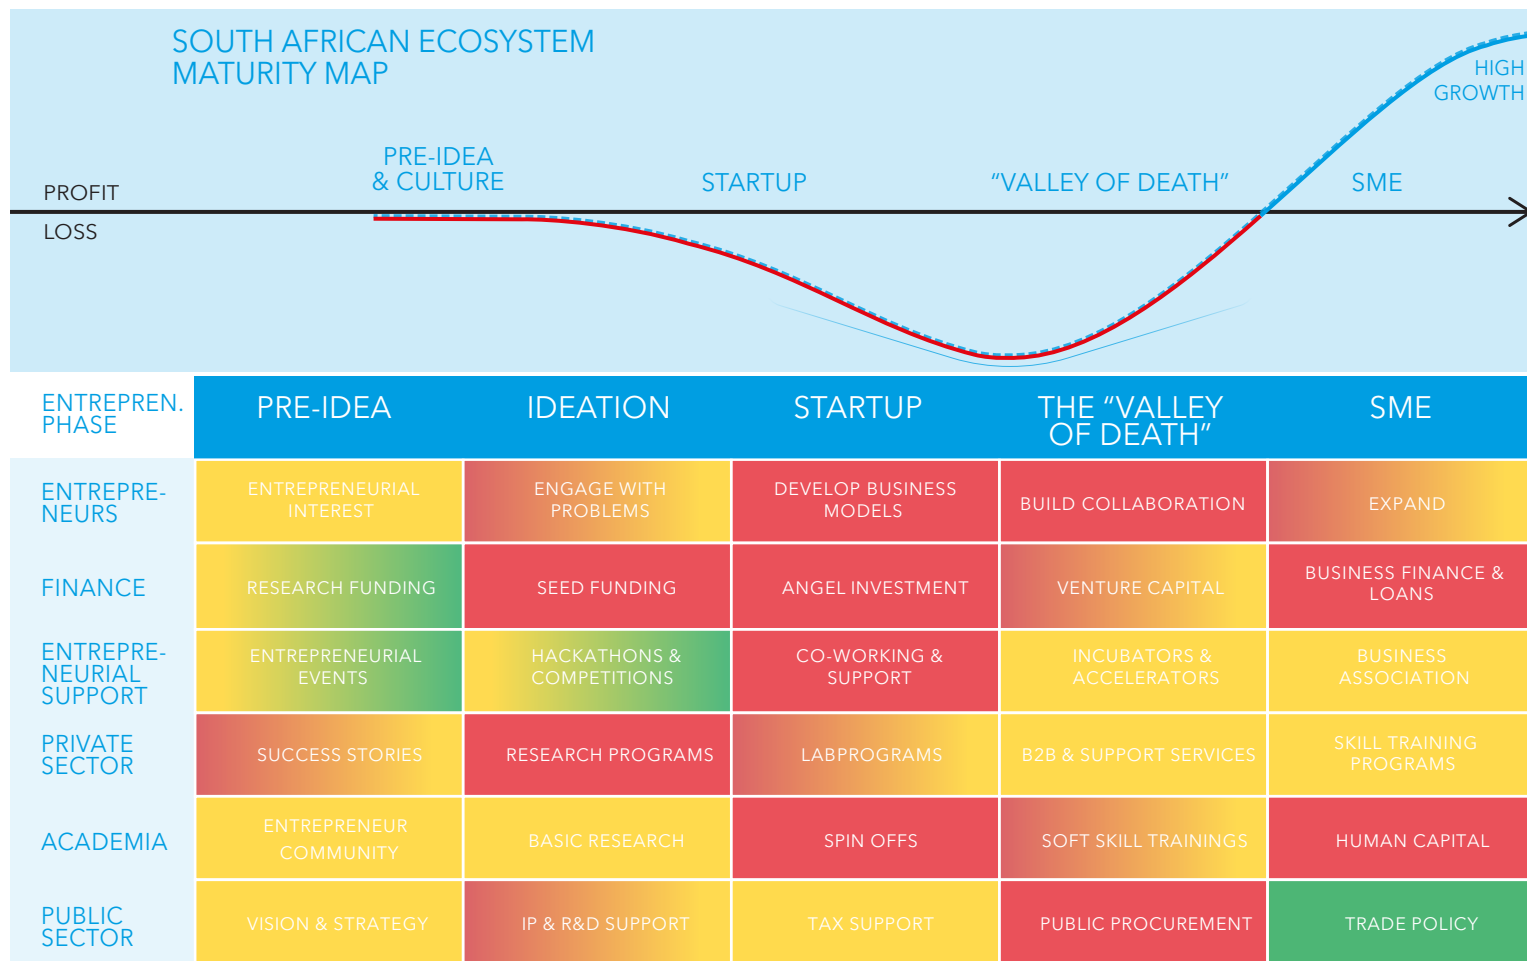 SOUTH AFRICAN ECOSYSTEM
MATURITY MAP
HIGH
GROWTH
PRE-IDEA
& CULTURE
STARTUP
“VALLEY OF DEATH”
SME
PROFIT
LOSS
ENTREPREN.
PHASE
PRE-IDEA
IDEATION
STARTUP
THE “VALLEY
OF DEATH”
SME
ENTREPRE-
NEURS
ENTREPRENEURIAL
INTEREST
ENGAGE WITH
PROBLEMS
DEVELOP BUSINESS
MODELS
BUILD COLLABORATION
EXPAND
FINANCE
RESEARCH FUNDING
SEED FUNDING
ANGEL INVESTMENT
VENTURE CAPITAL
BUSINESS FINANCE &
LOANS
ENTREPRE-
NEURIAL
SUPPORT
ENTREPRENEURIAL
EVENTS
HACKATHONS &
COMPETITIONS
CO-WORKING &
SUPPORT
INCUBATORS &
ACCELERATORS
BUSINESS
ASSOCIATION
PRIVATE
SECTOR
SUCCESS STORIES
RESEARCH PROGRAMS
LABPROGRAMS
B2B & SUPPORT SERVICES
SKILL TRAINING
PROGRAMS
ACADEMIA
ENTREPRENEUR
COMMUNITY
BASIC RESEARCH
SPIN OFFS
SOFT SKILL TRAININGS
HUMAN CAPITAL
PUBLIC
SECTOR
VISION & STRATEGY
IP & R&D SUPPORT
TAX SUPPORT
PUBLIC PROCUREMENT
TRADE POLICY